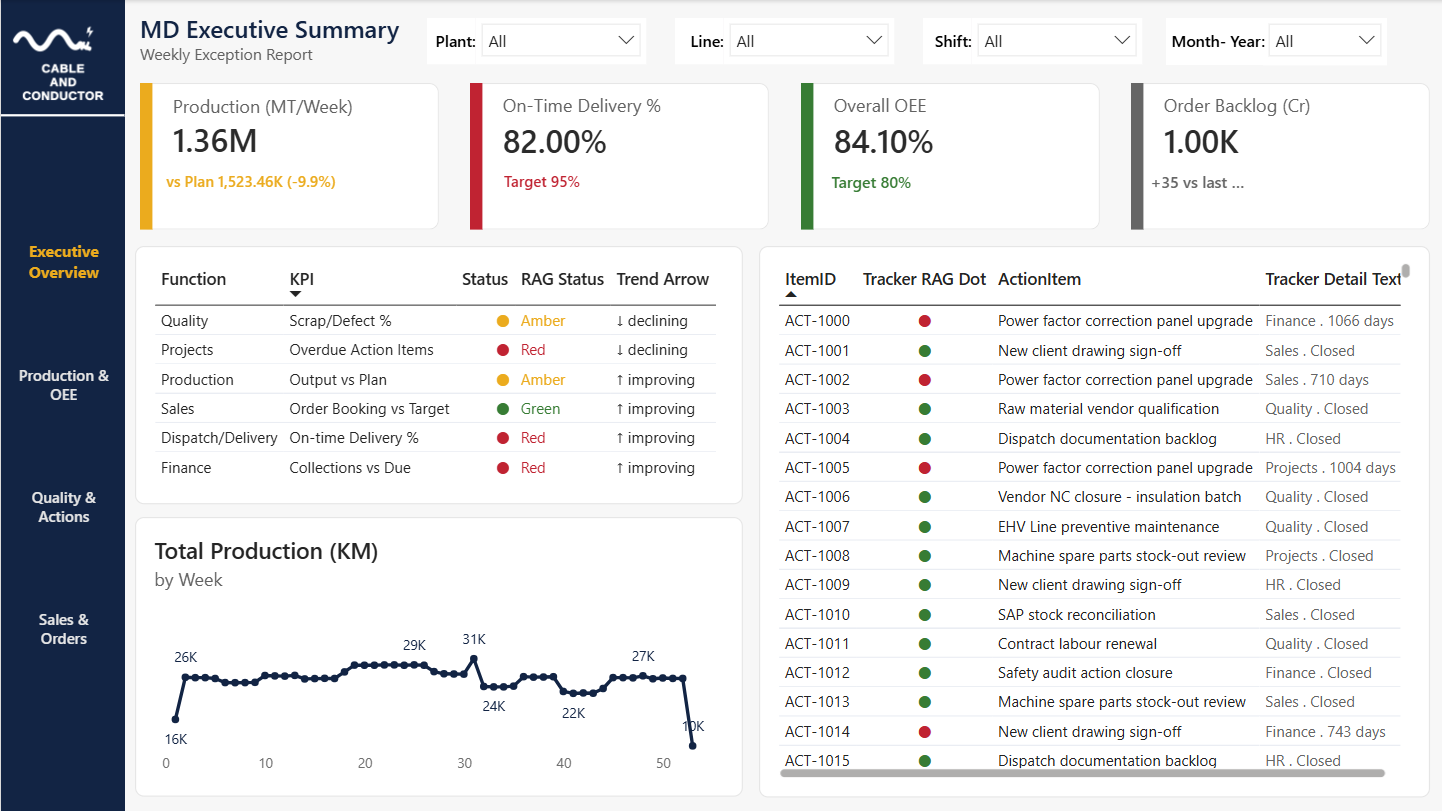 CABLE
AND
CONDUCTOR
Executive
Overview
Production &
OEE
Quality &
Actions
Sales &
Orders
MD Executive Summary
Weekly Exception Report
Plant: All
Line: All
Shift: All
Month- Year: All
Production (MT/Week)
1.36M
vs Plan 1,523.46K (-9.9%)
On-Time Delivery %
82.00%
Target 95%
Overall OEE
84.10%
Target 80%
Order Backlog (Cr)
1.00K
+35 vs last ...
Function KPI Status RAG Status Trend Arrow
Quality Scrap/Defect % Amber ↓ declining
Projects Overdue Action Items Red ↓ declining
Production Output vs Plan Amber ↑ improving
Sales Order Booking vs Target Green ↑ improving
Dispatch/Delivery On-time Delivery % Red ↑ improving
Finance Collections vs Due Red ↑ improving
Total Production (KM)
by Week
26K 29K 31K 27K
16K 24K 22K 10K
0 10 20 30 40 50
ItemID Tracker RAG Dot ActionItem Tracker Detail Text
ACT-1000 Power factor correction panel upgrade Finance . 1066 days
ACT-1001 New client drawing sign-off Sales . Closed
ACT-1002 Power factor correction panel upgrade Sales . 710 days
ACT-1003 Raw material vendor qualification Quality . Closed
ACT-1004 Dispatch documentation backlog HR . Closed
ACT-1005 Power factor correction panel upgrade Projects . 1004 days
ACT-1006 Vendor NC closure - insulation batch Quality . Closed
ACT-1007 EHV Line preventive maintenance Quality . Closed
ACT-1008 Machine spare parts stock-out review Projects . Closed
ACT-1009 New client drawing sign-off HR . Closed
ACT-1010 SAP stock reconciliation Sales . Closed
ACT-1011 Contract labour renewal Quality . Closed
ACT-1012 Safety audit action closure Finance . Closed
ACT-1013 Machine spare parts stock-out review Sales . Closed
ACT-1014 New client drawing sign-off Finance . 743 days
ACT-1015 Dispatch documentation backlog HR . Closed